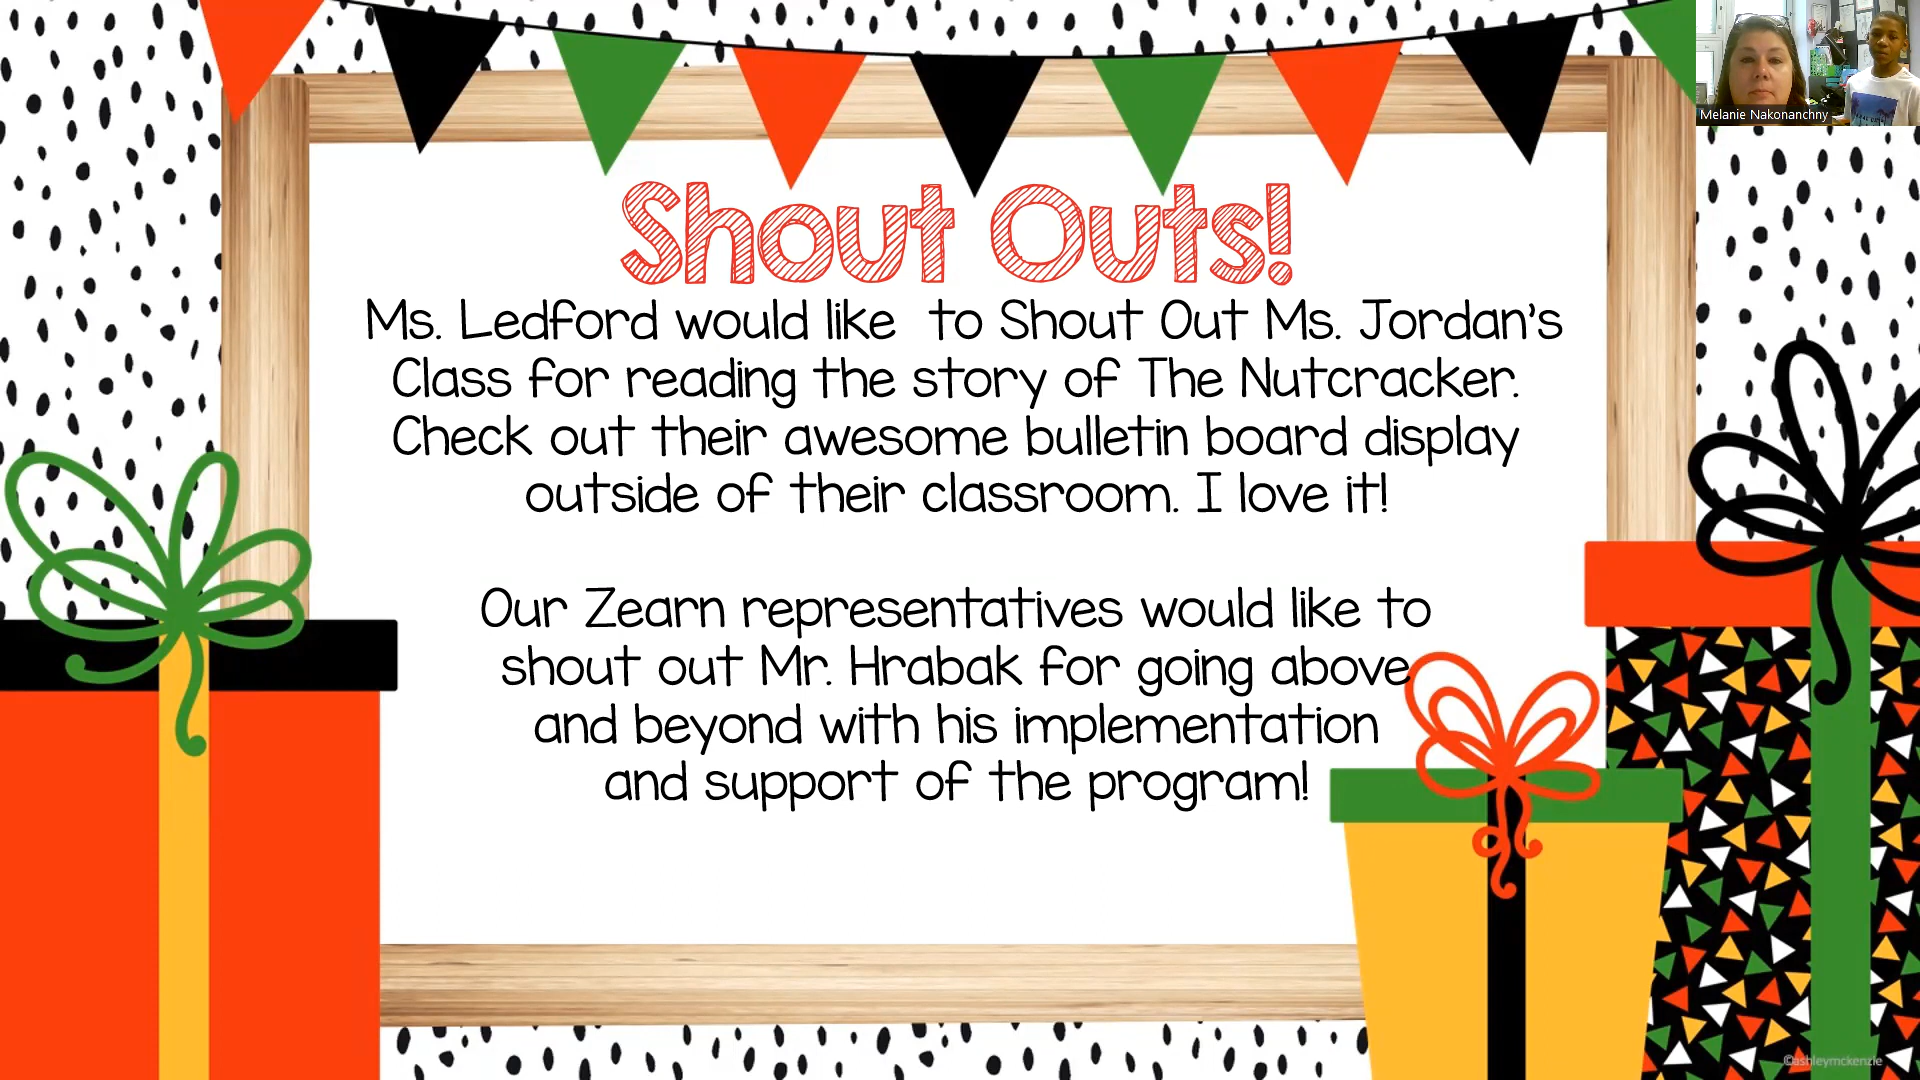 Melanie Nakonanchny
Shout Outs!
Ms. Ledford would like  to Shout Out Ms. Jordan's
Class for reading the story of The Nutcracker.
Check out their awesome bulletin board display
outside of their classroom. I love it!
Our Zearn representatives would like to
shout out Mr. Hrabak for going above
and beyond with his implementation
and support of the program!
©ashleymckenzie